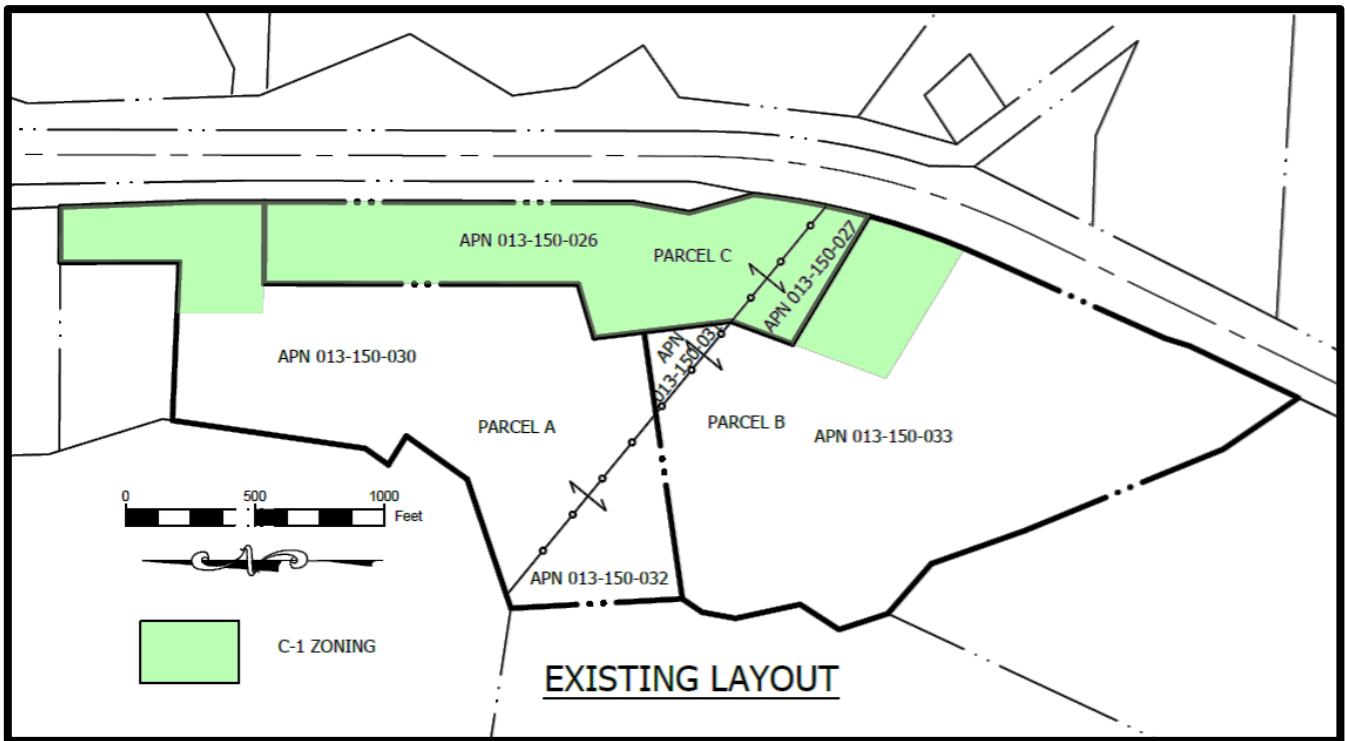 APN 013-150-026
PARCEL C
APN 013-150-027
APN 013-150-030
APN
013-150-031
PARCEL A
PARCEL B
APN 013-150-033
0 500 1000
Feet
APN 013-150-032
C-1 ZONING
EXISTING LAYOUT